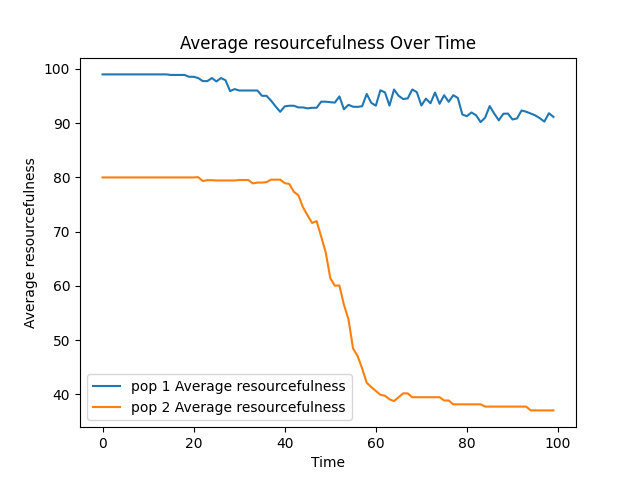 Average resourcefulness Over Time
Average resourcefulness
100
90
80
70
60
50
40
pop 1 Average resourcefulness
pop 2 Average resourcefulness
0 20 40 60 80 100
Time